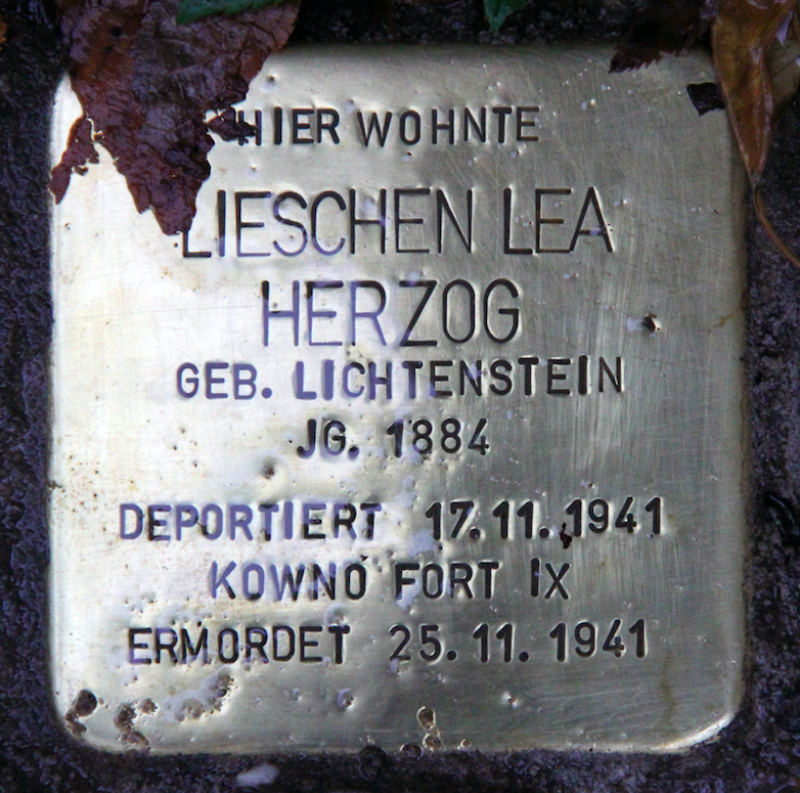 HIER WOHNTE
LIESCHEN LEA
HERZOG
GEB. LICHTENSTEIN
JG. 1884
DEPORTIERT 17.11.1941
KOWNO FORT IX
ERMORDET 25.11.1941